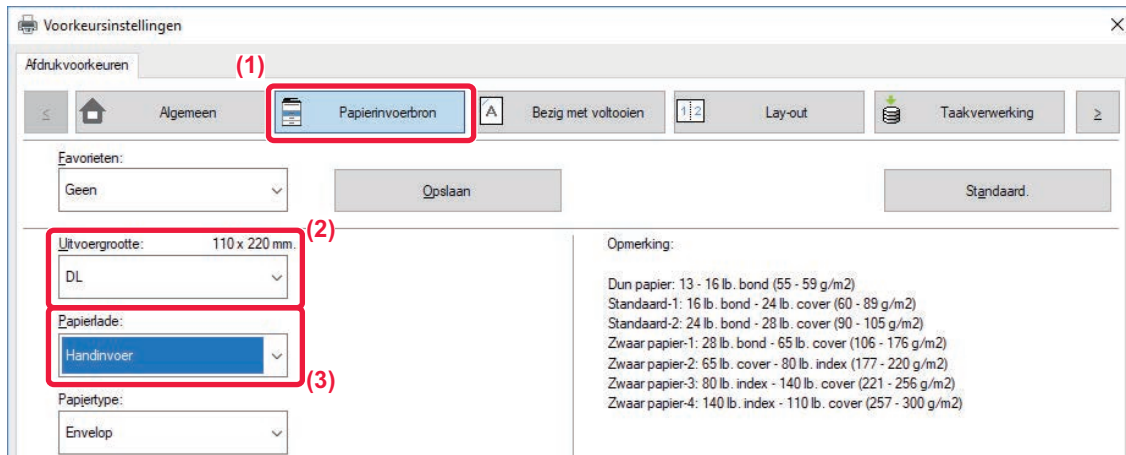 Voorkeursinstellingen
Afdrukvoorkeuren
(1)
≤ Algemeen Papierinvoerbron A Bezig met voltooien 1 2 Lay-out Taakverwerking ≥
Favorieten:
Geen Opslaan Standaard.
Uitvoergrootte: 110 x 220 mm. (2)
DL
Papierlade:
Handinvoer
(3)
Papiertype:
Envelop
Opmerking:
Dun papier: 13 - 16 lb. bond (55 - 59 g/m2)
Standaard-1: 16 lb. bond - 24 lb. cover (60 - 89 g/m2)
Standaard-2: 24 lb. bond - 28 lb. cover (90 - 105 g/m2)
Zwaar papier-1: 28 lb. bond - 65 lb. cover (106 - 176 g/m2)
Zwaar papier-2: 65 lb. cover - 80 lb. index (177 - 220 g/m2)
Zwaar papier-3: 80 lb. index - 140 lb. cover (221 - 256 g/m2)
Zwaar papier-4: 140 lb. index - 110 lb. cover (257 - 300 g/m2)